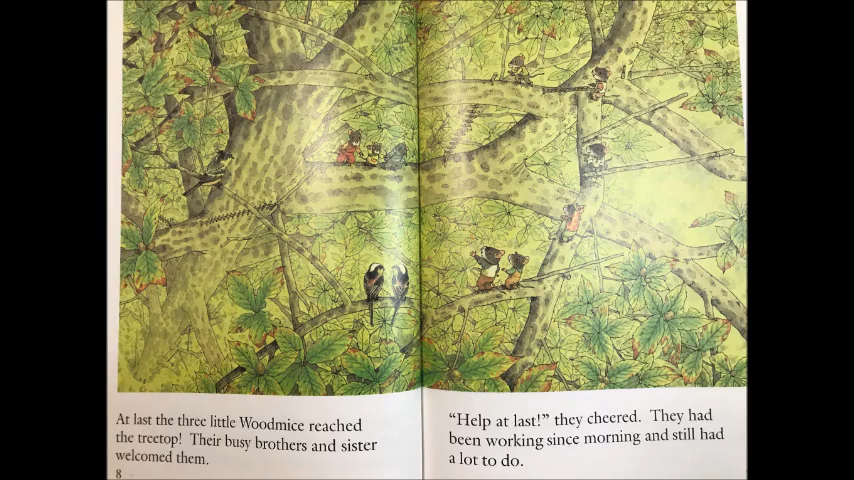 At last the three little Woodmice reached
the treetop! Their busy brothers and sister
welcomed them.
8
"Help at last!" they cheered. They had
been working since morning and still had
a lot to do.